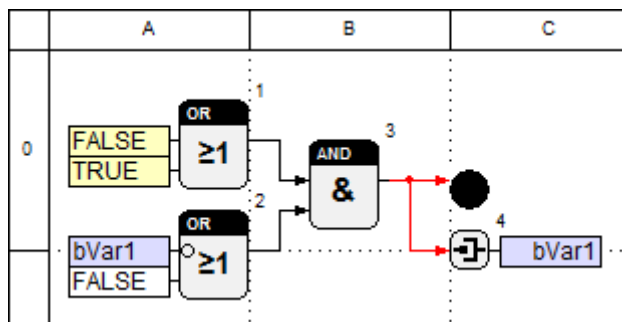 A B C
0
1
OR
FALSE
TRUE
≥1
3
AND
&
2
OR
bVar1
FALSE
≥1
4
bVar1